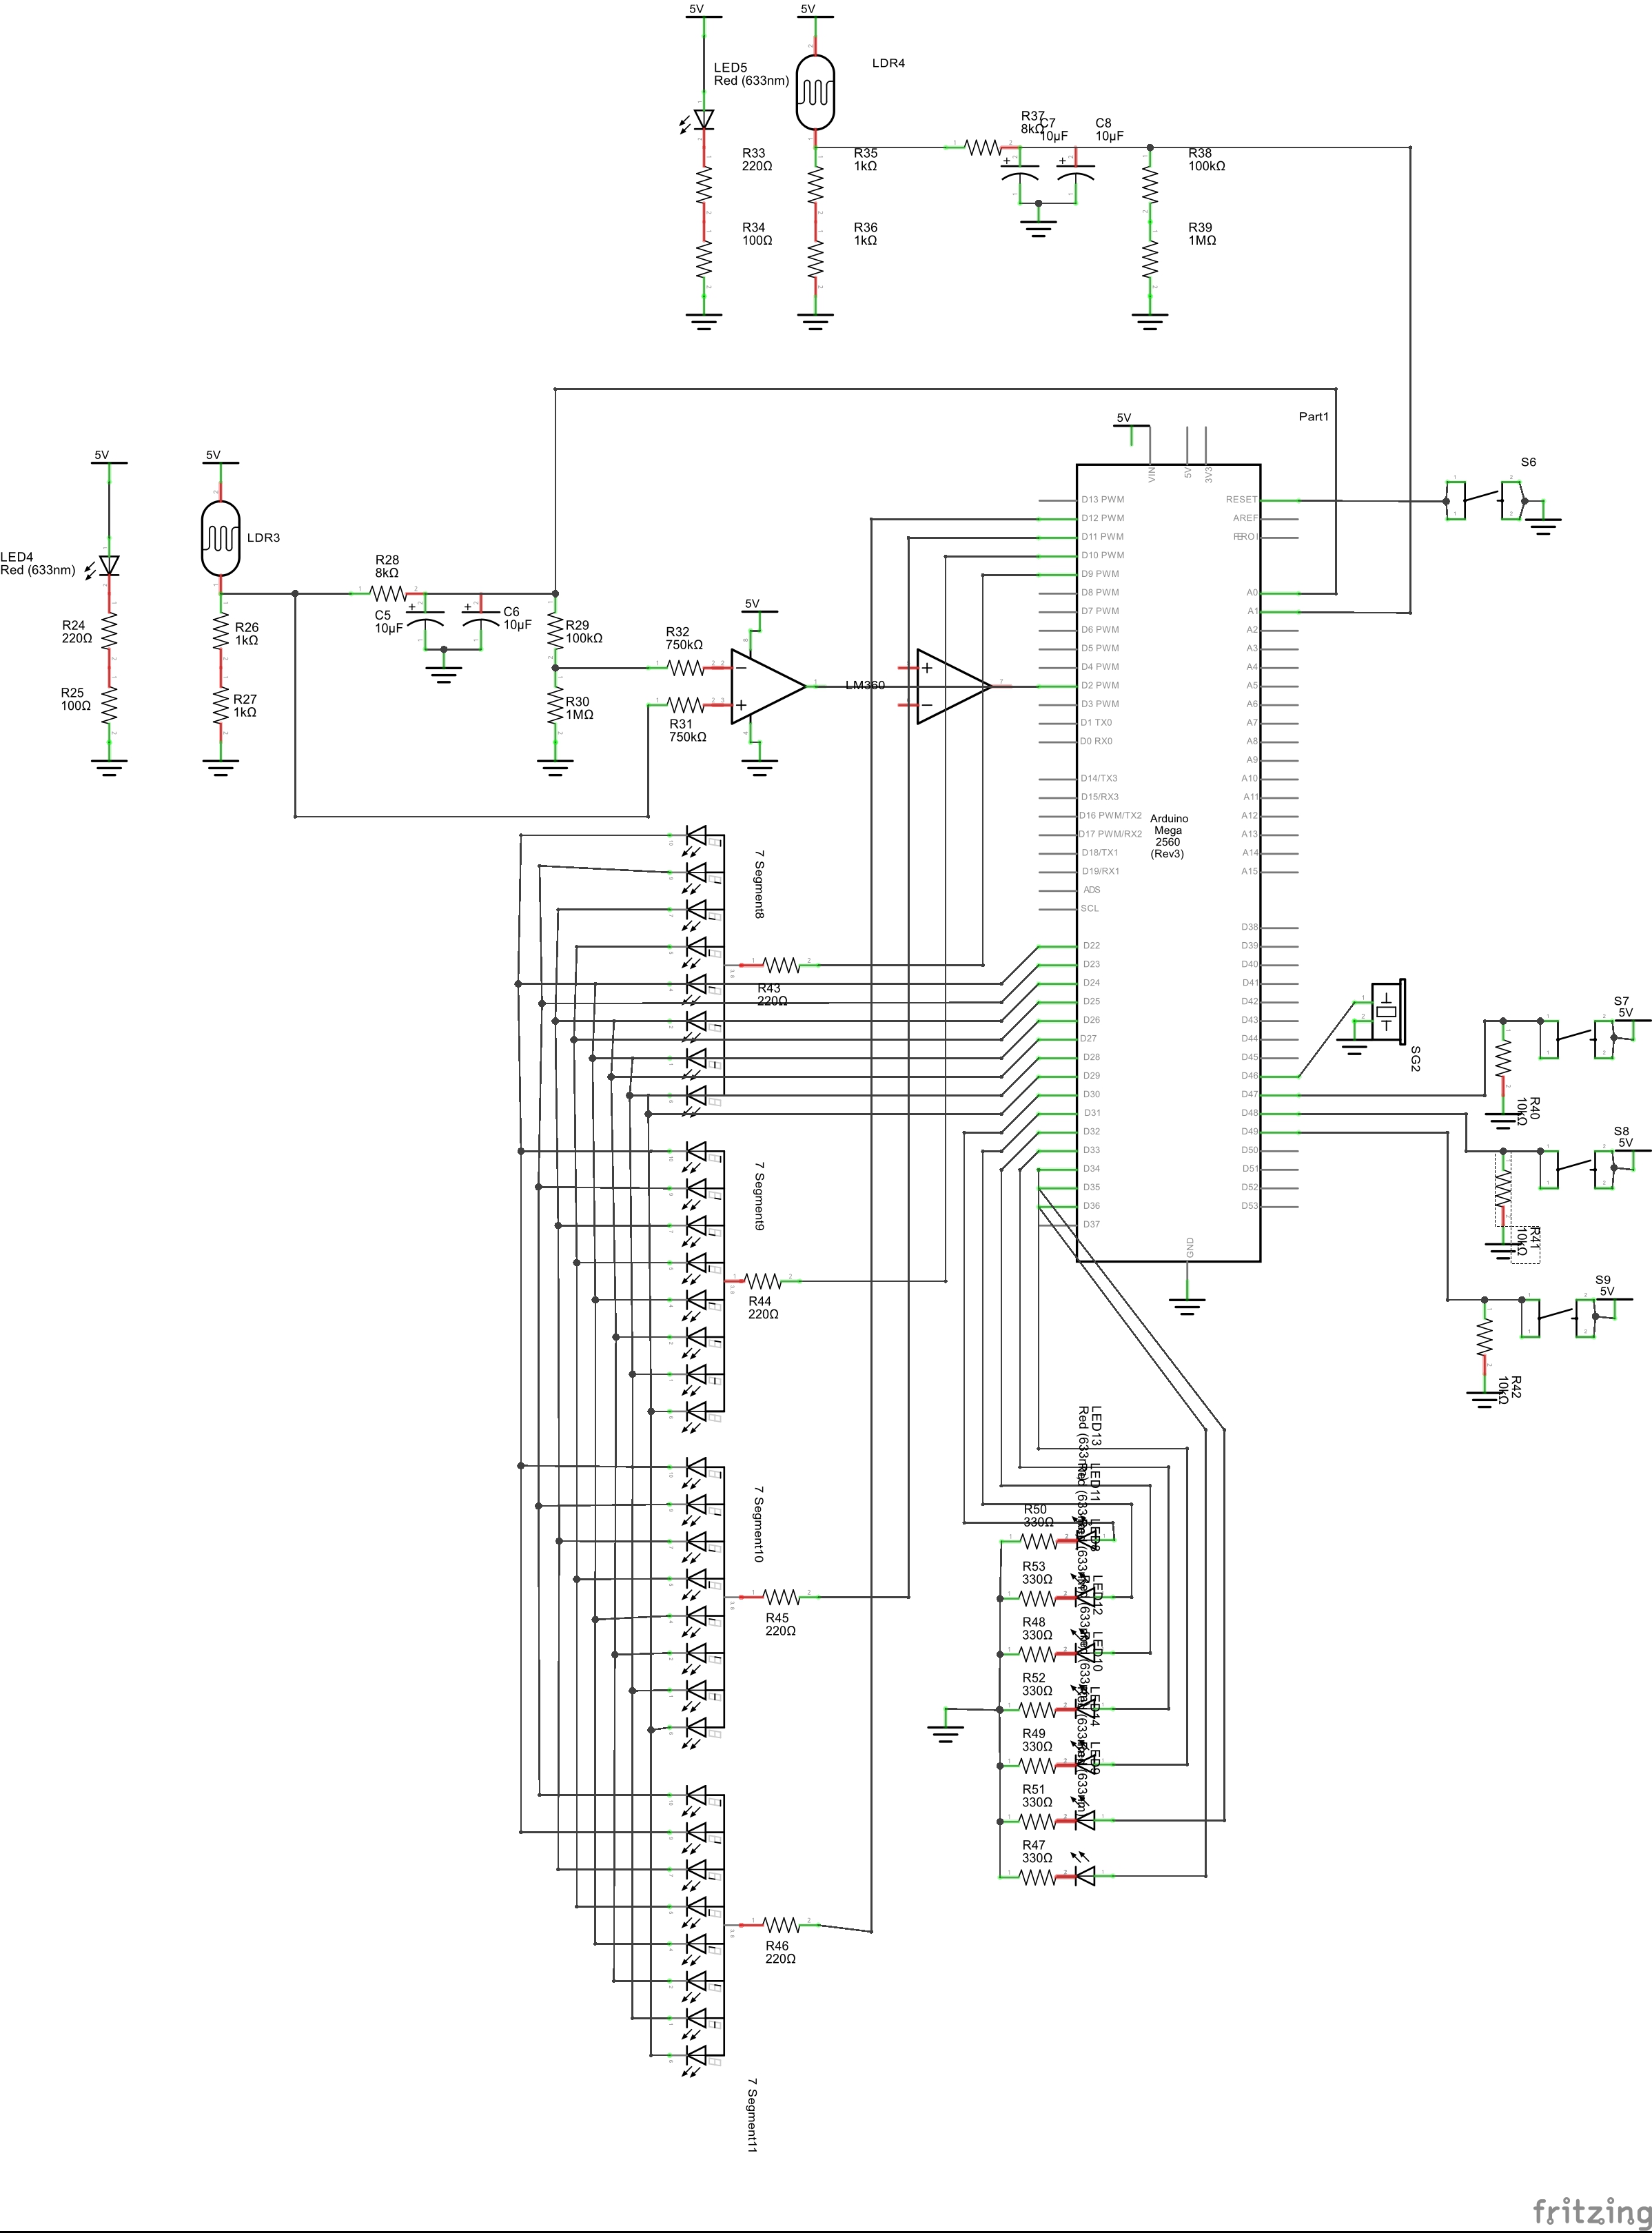 5V
5V
LED5
Red (633nm)
LDR4
R37
8kΩ
C7
10µF
C8
10µF
R33
220Ω
R35
1kΩ
R38
100kΩ
R34
100Ω
R36
1kΩ
R39
1MΩ
5V
Part1
5V
5V
LED4
Red (633nm)
LDR3
R28
8kΩ
C5
10µF
C6
10µF
R24
220Ω
R26
1kΩ
R29
100kΩ
R32
750kΩ
5V
R25
100Ω
R27
1kΩ
R30
1MΩ
R31
750kΩ
LM360
VIN
5V
3V3
D13 PWM
D12 PWM
D11 PWM
D10 PWM
D9 PWM
D8 PWM
D7 PWM
D6 PWM
D5 PWM
D4 PWM
D2 PWM
D3 PWM
D1 TX0
D0 RX0
D14/TX3
D15/RX3
D16 PWM/TX2
D17 PWM/RX2
D18/TX1
D19/RX1
ADS
SCL
D22
D23
D24
D25
D26
D27
D28
D29
D30
D31
D32
D33
D34
D35
D36
D37
Arduino
Mega
2560
(Rev3)
GND
RESET
AREF
A0
A1
A2
A3
A4
A5
A6
A7
A8
A9
A10
A11
A12
A13
A14
A15
D38
D39
D40
D41
D42
D43
D44
D45
D46
D47
D48
D49
D50
D51
D52
D53
S6
SG2
S7
5V
R40
10kΩ
S8
5V
R41
10kΩ
S9
5V
R42
10kΩ
7 Segment8
R43
220Ω
7 Segment9
R44
220Ω
7 Segment10
R45
220Ω
R46
220Ω
7 Segment11
LED13
Red (633nm)
LED11
LED8
LED12
LED10
LED14
LED9
R50
330Ω
R53
330Ω
R48
330Ω
R52
330Ω
R49
330Ω
R51
330Ω
R47
330Ω
fritzing